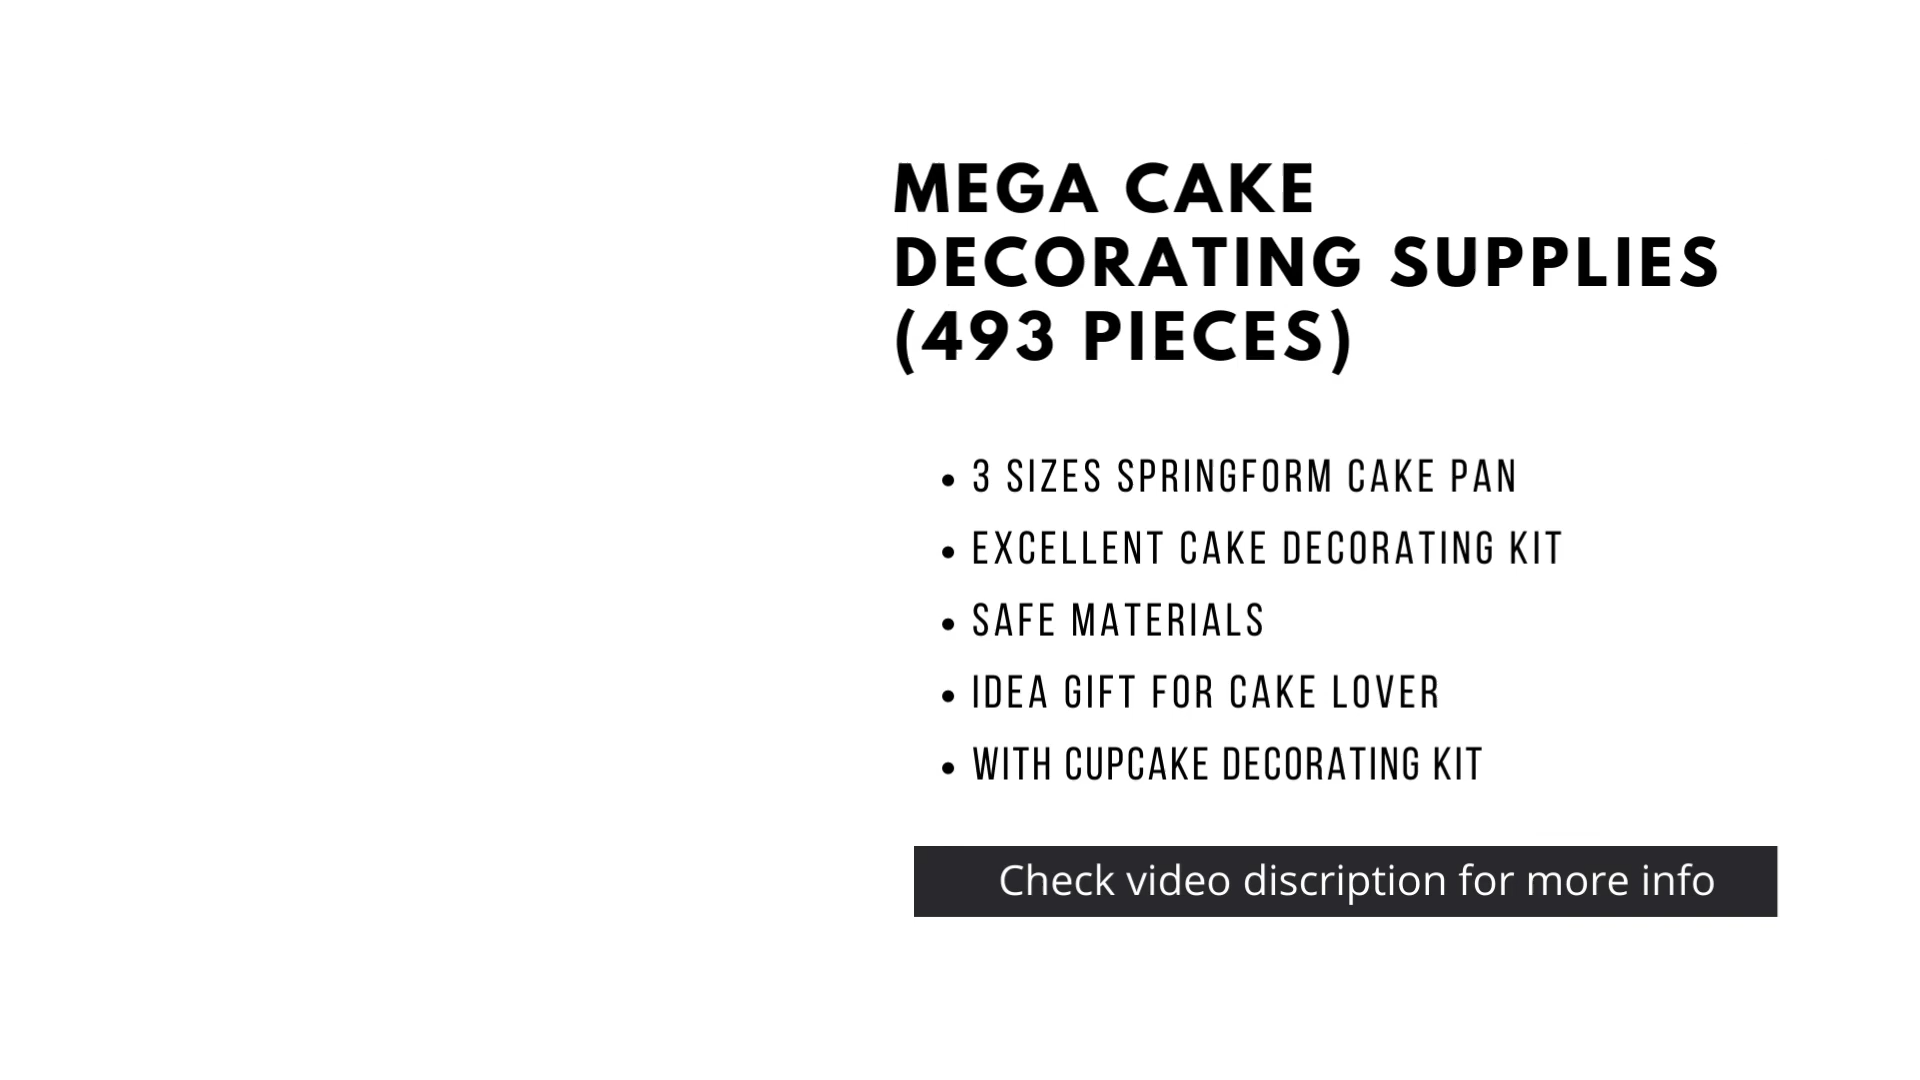 MEGA CAKE
DECORATING SUPPLIES
(493 PIECES)
• 3 SIZES SPRINGFORM CAKE PAN
• EXCELLENT CAKE DECORATING KIT
• SAFE MATERIALS
• IDEA GIFT FOR CAKE LOVER
• WITH CUPCAKE DECORATING KIT
Check video discription for more info